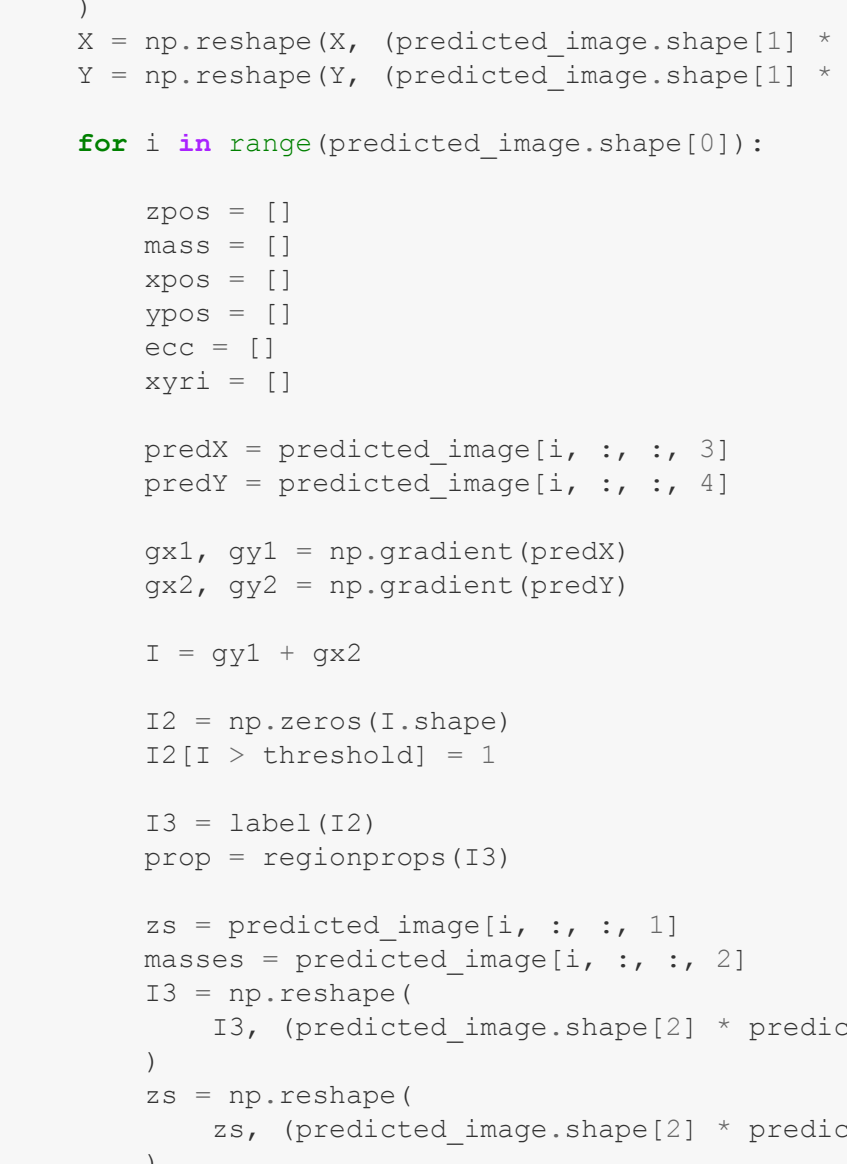 )
X = np.reshape(X, (predicted_image.shape[1] *
Y = np.reshape(Y, (predicted_image.shape[1] *
for i in range(predicted_image.shape[0]):
zpos = []
mass = []
xpos = []
ypos = []
ecc = []
xyri = []
predX = predicted_image[i, :, :, 3]
predY = predicted_image[i, :, :, 4]
gx1, gy1 = np.gradient(predX)
gx2, gy2 = np.gradient(predY)
I = gy1 + gx2
I2 = np.zeros(I.shape)
I2[I > threshold] = 1
I3 = label(I2)
prop = regionprops(I3)
zs = predicted_image[i, :, :, 1]
masses = predicted_image[i, :, :, 2]
I3 = np.reshape(
I3, (predicted_image.shape[2] * predic
)
zs = np.reshape(
zs, (predicted_image.shape[2] * predic
)